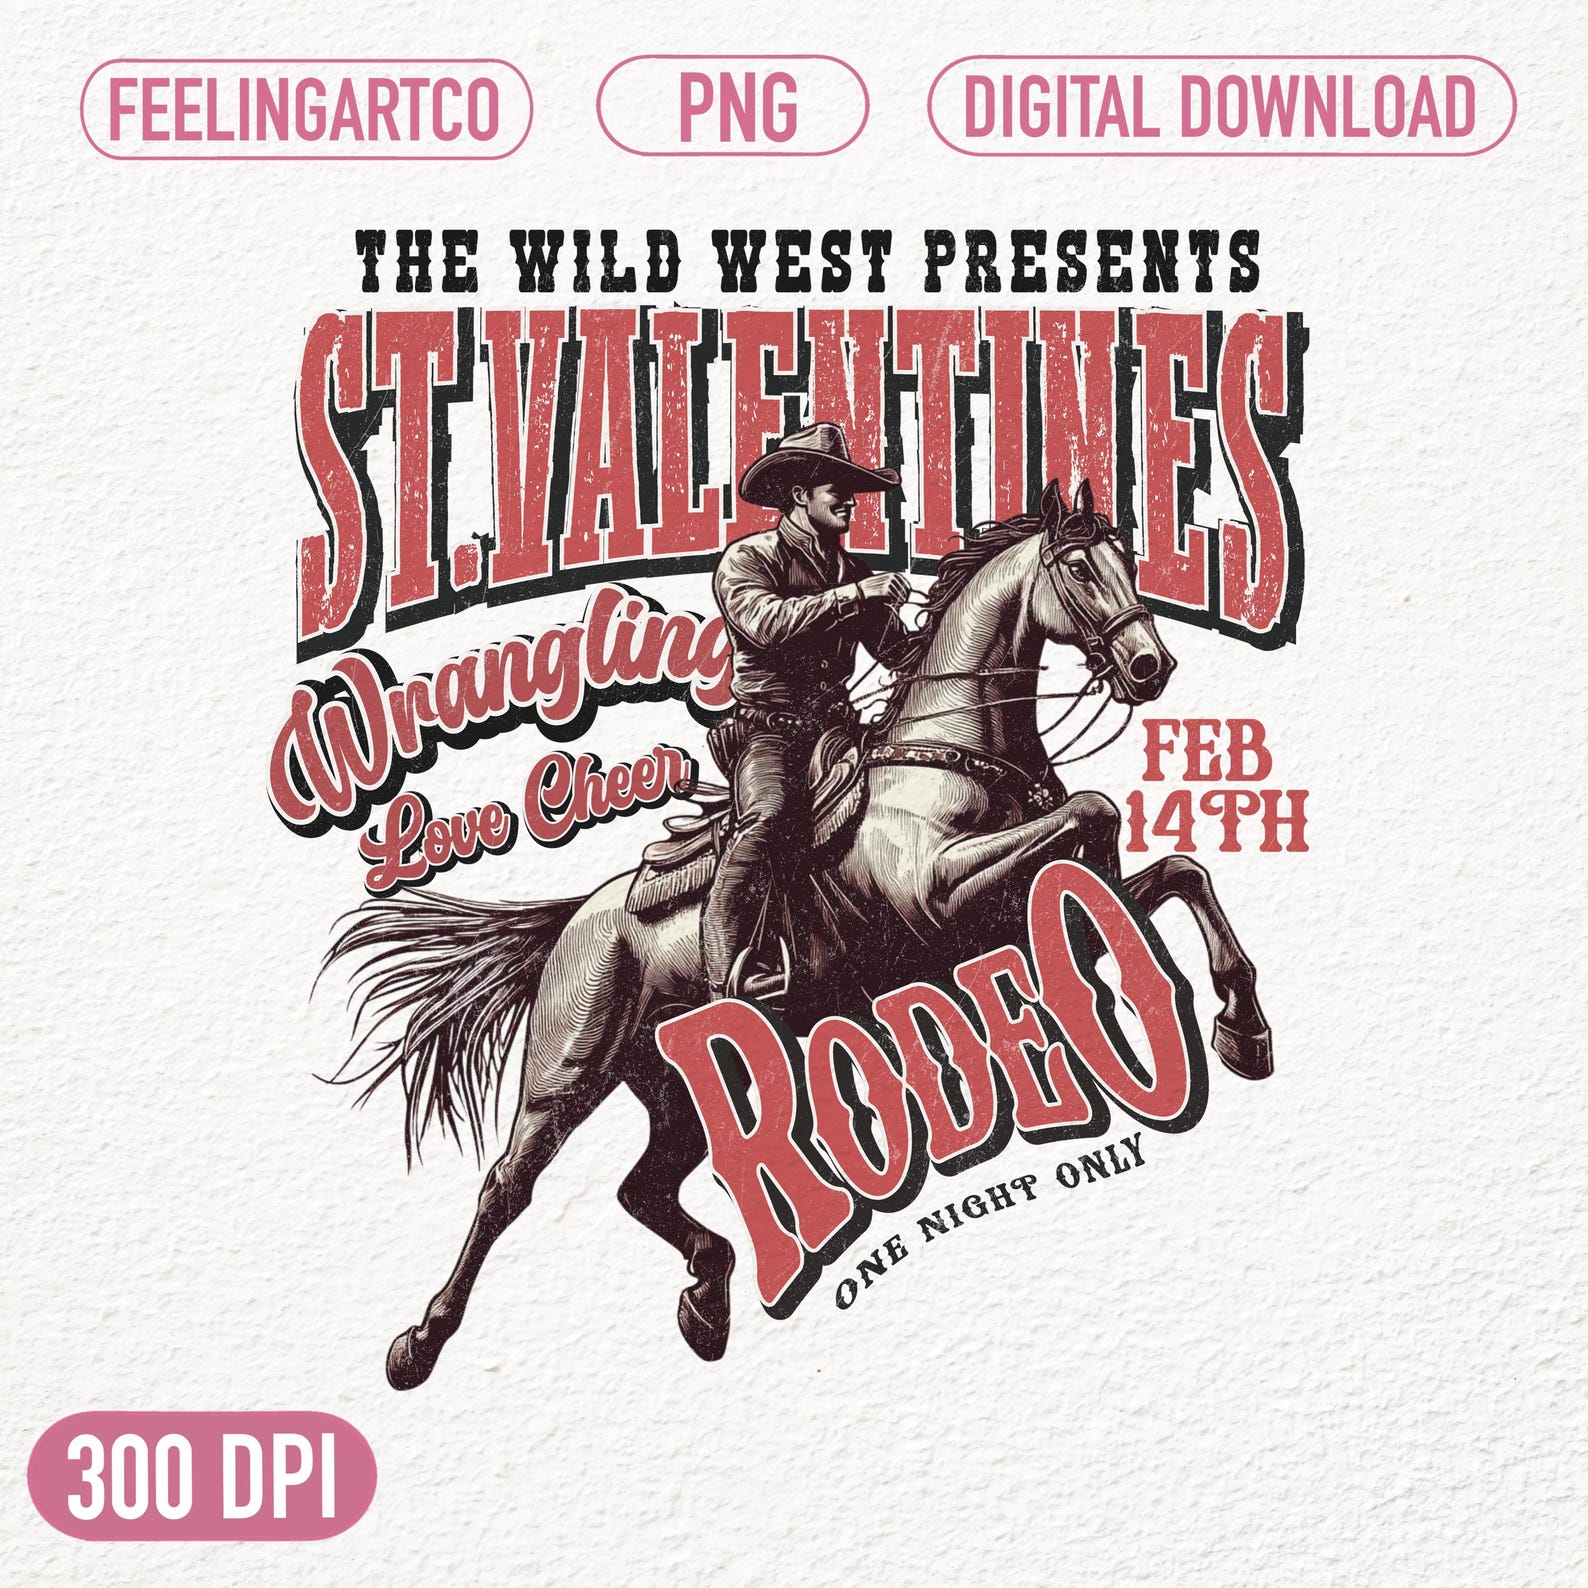 FEELINGARTCO
PNG
DIGITAL DOWNLOAD
THE WILD WEST PRESENTS
ST.VALENTINES
Wrangling
Love Cheer
FEB
14TH
RODEO
ONE NIGHT ONLY
300 DPI